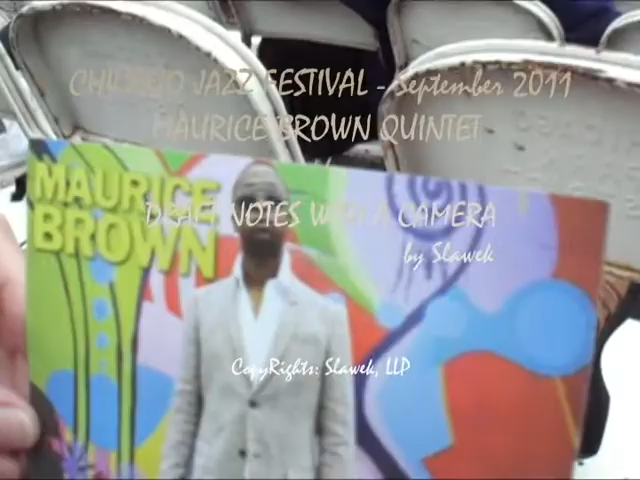 CHICAGO JAZZ FESTIVAL - September 2011
MAURICE BROWN QUINTET
DRAFT NOTES WITH A CAMERA
by Slawek
MAURICE
BROWN
CopyRights: Slawek, LLP